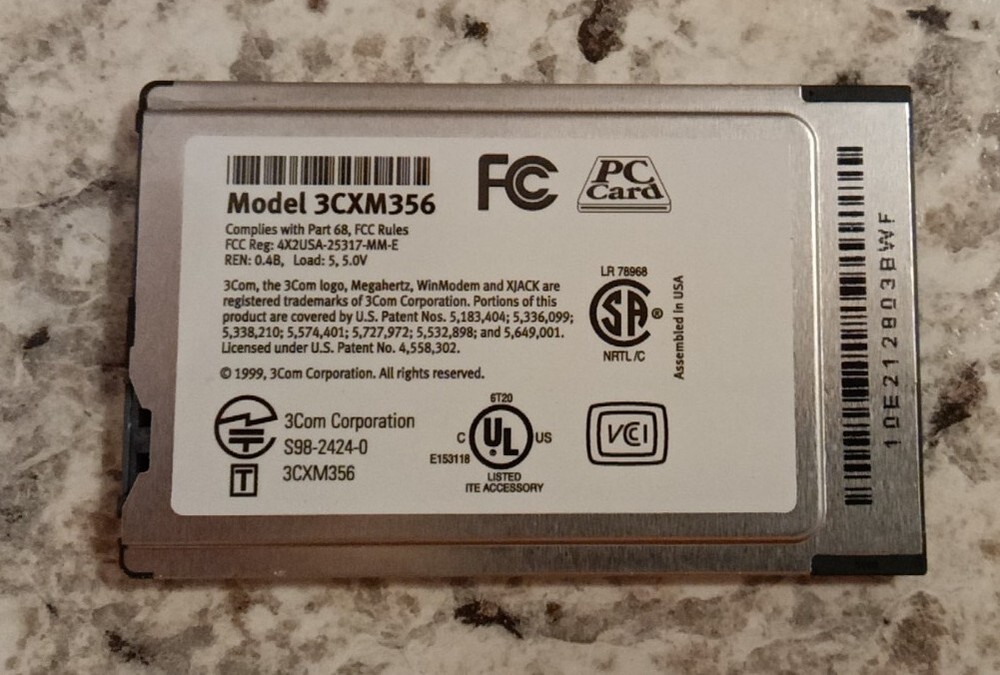 FC
PC
Card
Model 3CXM356
Complies with Part 68, FCC Rules
FCC Reg: 4X2USA-25317-MM-E
REN: 0.4B, Load: 5, 5.0V
3Com, the 3Com logo, Megahertz, WinModem and XJACK are
registered trademarks of 3Com Corporation. Portions of this
product are covered by U.S. Patent Nos. 5,183,404; 5,336,099;
5,338,210; 5,574,401; 5,727,972; 5,532,898; and 5,649,001.
Licensed under U.S. Patent No. 4,558,302.
© 1999, 3Com Corporation. All rights reserved.
LR 78968
SA®
NRTL /C
Assembled in USA
3Com Corporation
S98-2424-0
T
3CXM356
6T20
C UL US
E153118
LISTED
ITE ACCESSORY
VCI
10E212803BWF